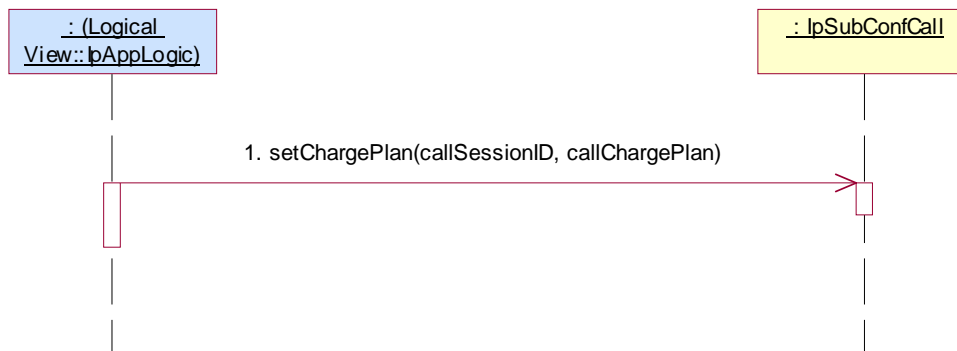 : (Logical
View::IpAppLogic)
: IpSubConfCall
1. setChargePlan(callSessionID, callChargePlan)